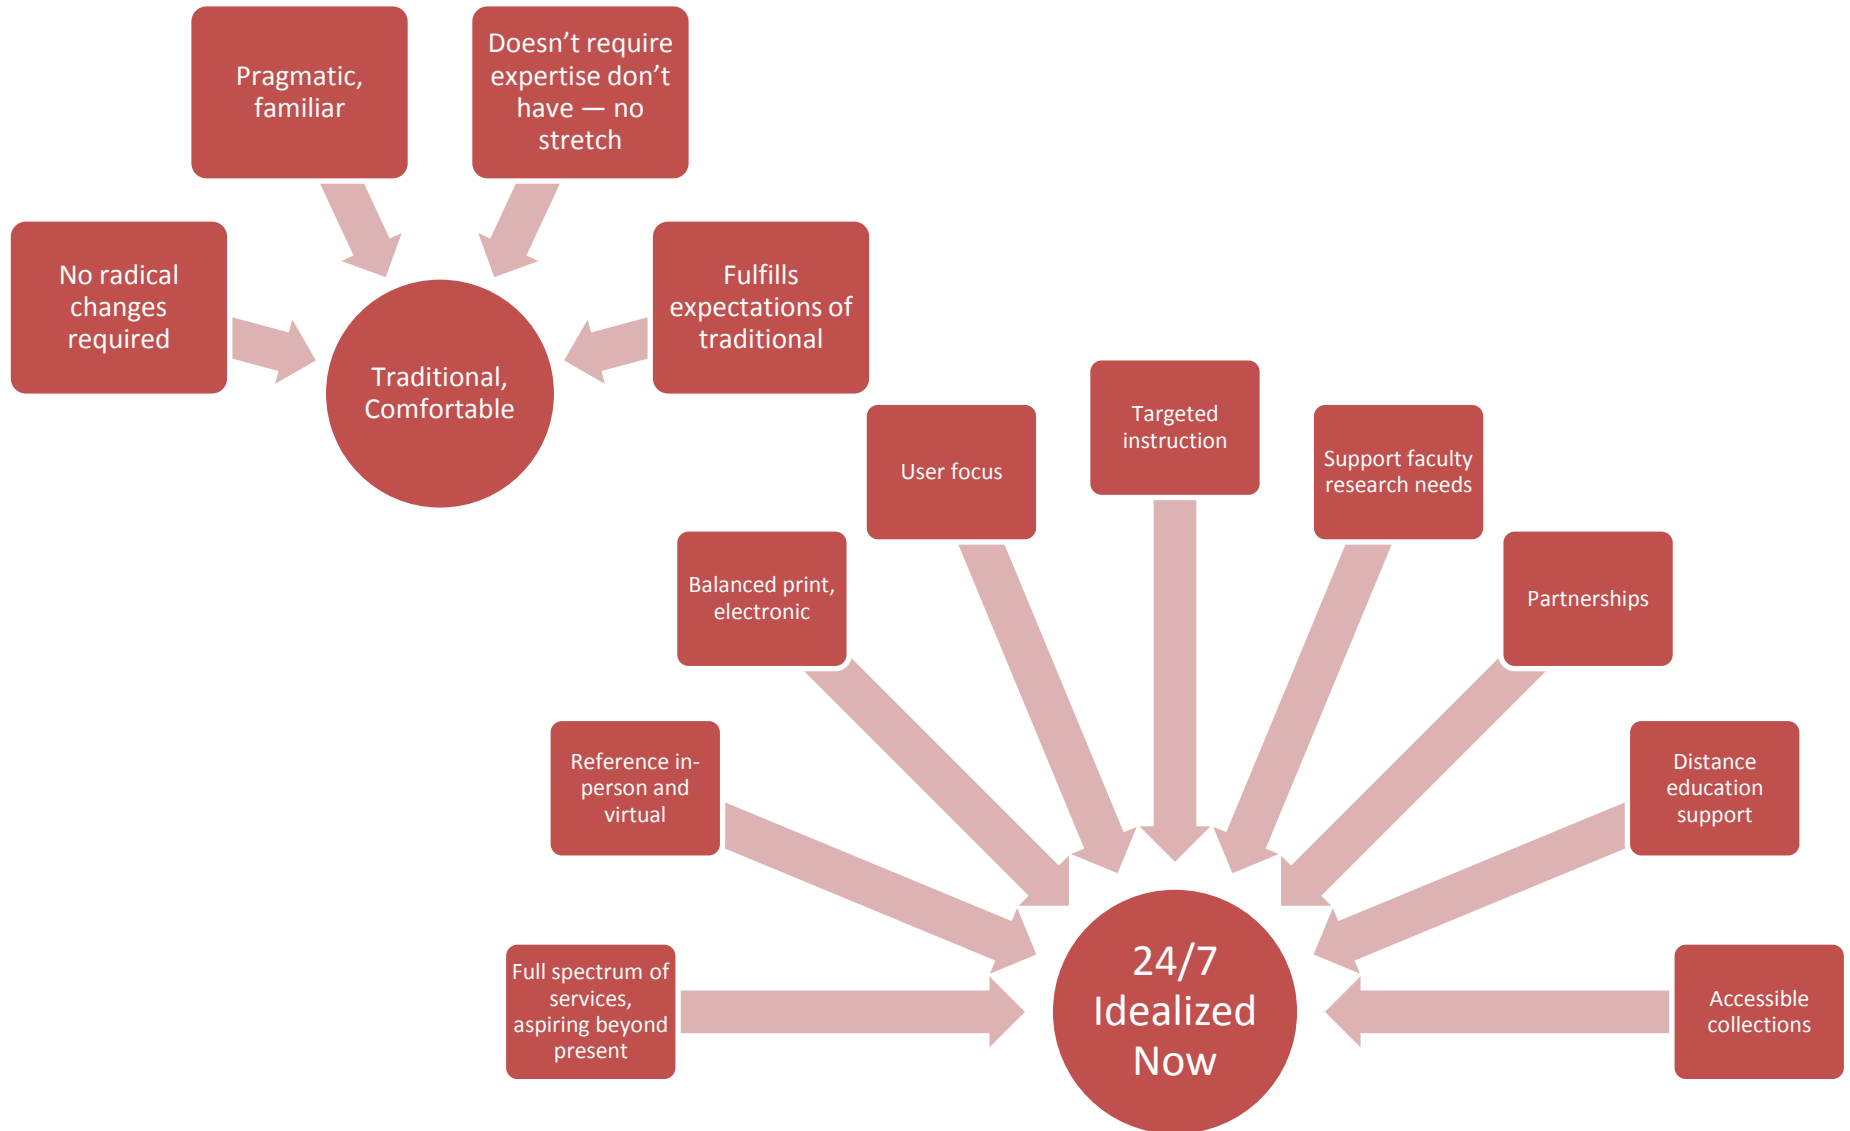 Pragmatic,
familiar
Doesn’t require
expertise don’t
have — no
stretch
No radical
changes
required
Fulfills
expectations of
traditional
Traditional,
Comfortable
Targeted
instruction
User focus
Support faculty
research needs
Balanced print,
electronic
Partnerships
Reference in-
person and
virtual
Distance
education
support
Full spectrum of
services,
aspiring beyond
present
24/7
Idealized
Now
Accessible
collections